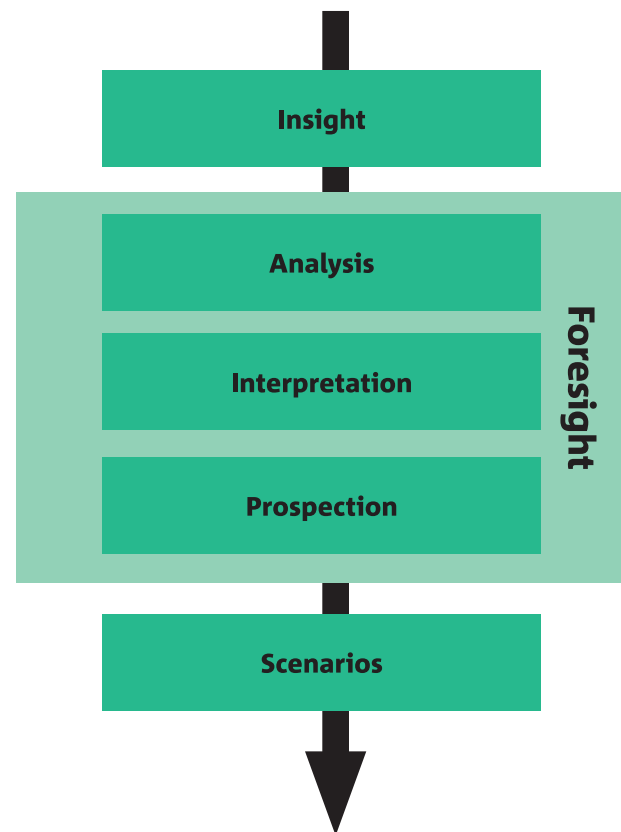 Insight
Analysis
Interpretation
Prospection
Foresight
Scenarios